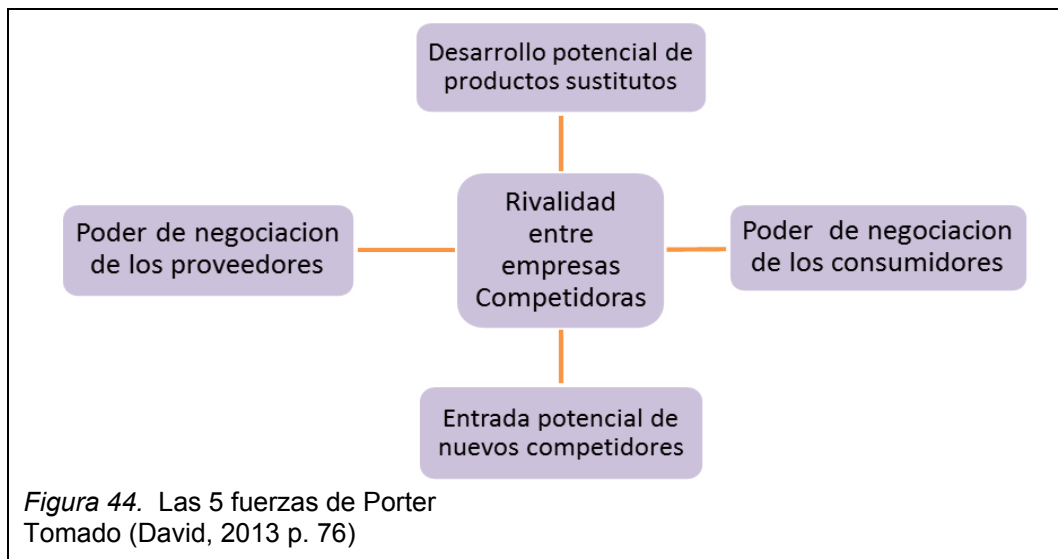 Desarrollo potencial de
productos sustitutos
Poder de negociacion
de los proveedores
Rivalidad
entre
empresas
Competidoras
Poder de negociacion
de los consumidores
Entrada potencial de
nuevos competidores
Figura 44. Las 5 fuerzas de Porter
Tomado (David, 2013 p. 76)